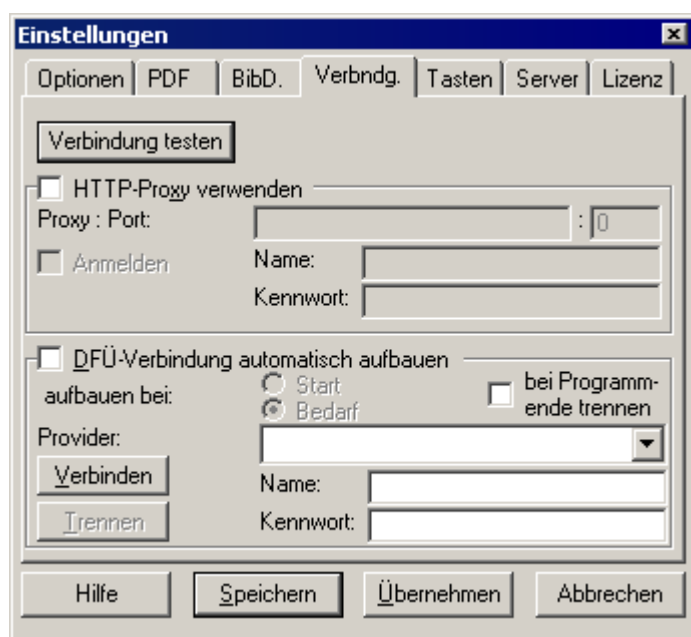 Einstellungen
Optionen PDF BibD. Verbndg. Tasten Server Lizenz
Verbindung testen
HTTP-Proxy verwenden
Proxy : Port: : 0
Anmelden Name:
Kennwort:
DFÜ-Verbindung automatisch aufbauen
aufbauen bei: Start bei Programm-
Bedarf ende trennen
Provider:
Verbinden Name:
Trennen Kennwort:
Hilfe Speichern Übernehmen Abbrechen